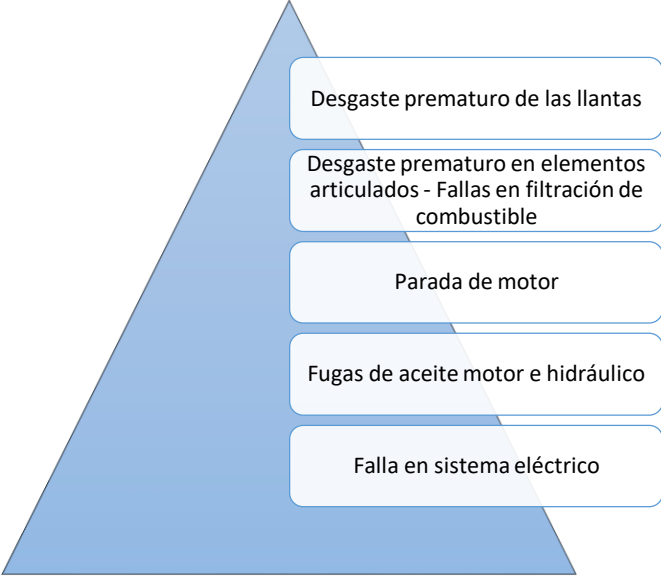 Desgaste prematuro de las llantas
Desgaste prematuro en elementos
articulados - Fallas en filtración de
combustible
Parada de motor
Fugas de aceite motor e hidráulico
Falla en sistema eléctrico